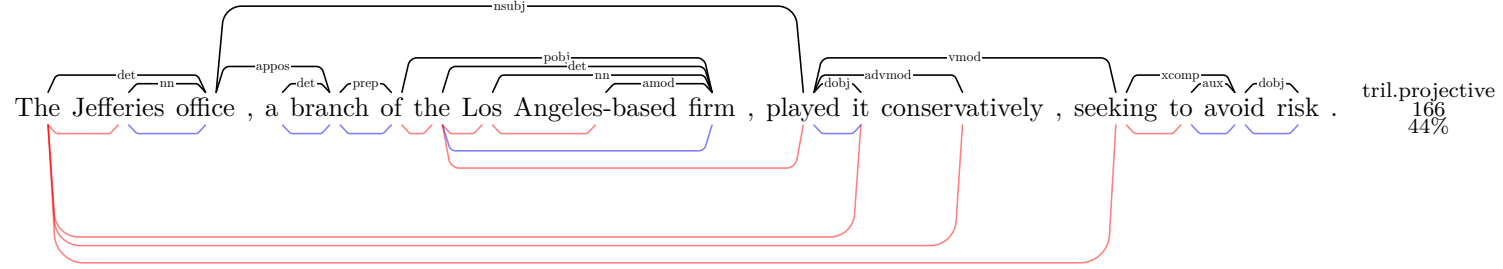 nsubj
pobj vmod
det appos det nn xcomp
nn det prep amod dobj advmod aux dobj
The Jefferies office , a branch of the Los Angeles-based firm , played it conservatively , seeking to avoid risk .
tril.projective
166
44%